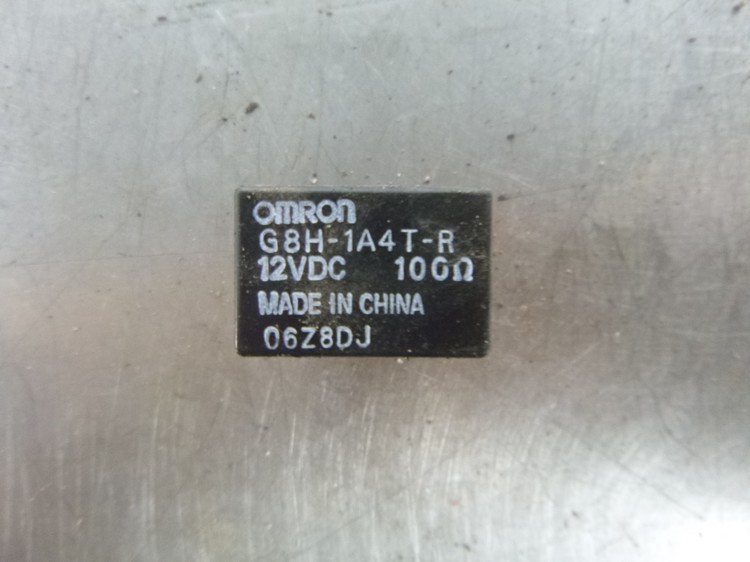 OMRON
G8H-1A4T-R
12VDC 100Ω
MADE IN CHINA
06Z8DJ